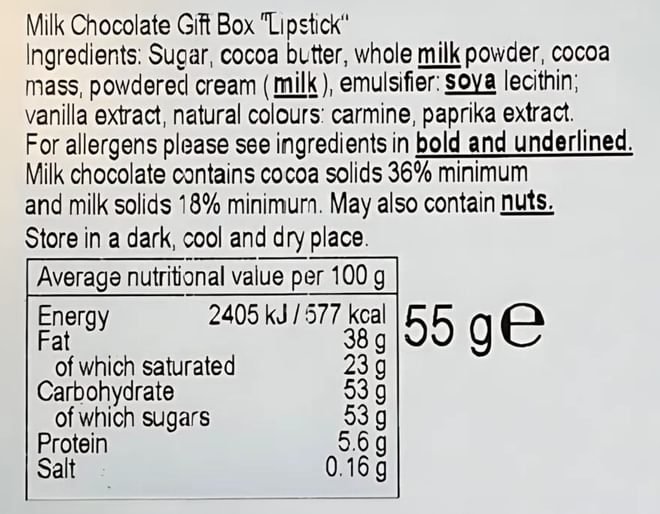 Milk Chocolate Gift Box "Lipstick"
Ingredients: Sugar, cocoa butter, whole milk powder, cocoa
mass, powdered cream (milk), emulsifier: soya lecithin;
vanilla extract, natural colours: carmine, paprika extract.
For allergens please see ingredients in bold and underlined.
Milk chocolate contains cocoa solids 36% minimum
and milk solids 18% minimum. May also contain nuts.
Store in a dark, cool and dry place.
Average nutritional value per 100 g
Energy 2405 kJ / 577 kcal
Fat 38 g
of which saturated 23 g
Carbohydrate 53 g
of which sugars 53 g
Protein 5.6 g
Salt 0.16 g
55 g℮